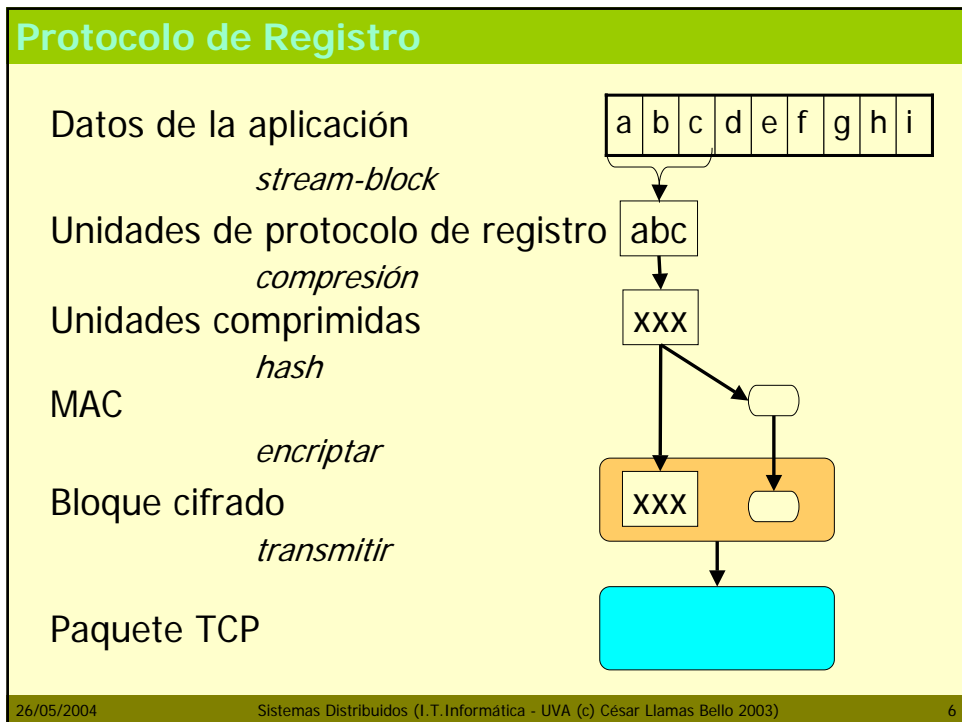 Protocolo de Registro
Datos de la aplicación
a b c d e f g h i
stream-block
Unidades de protocolo de registro
abc
compresión
Unidades comprimidas
xxx
hash
MAC
encriptar
Bloque cifrado
xxx
transmitir
Paquete TCP
26/05/2004
Sistemas Distribuidos (I.T.Informática - UVA (c) César Llamas Bello 2003)
6